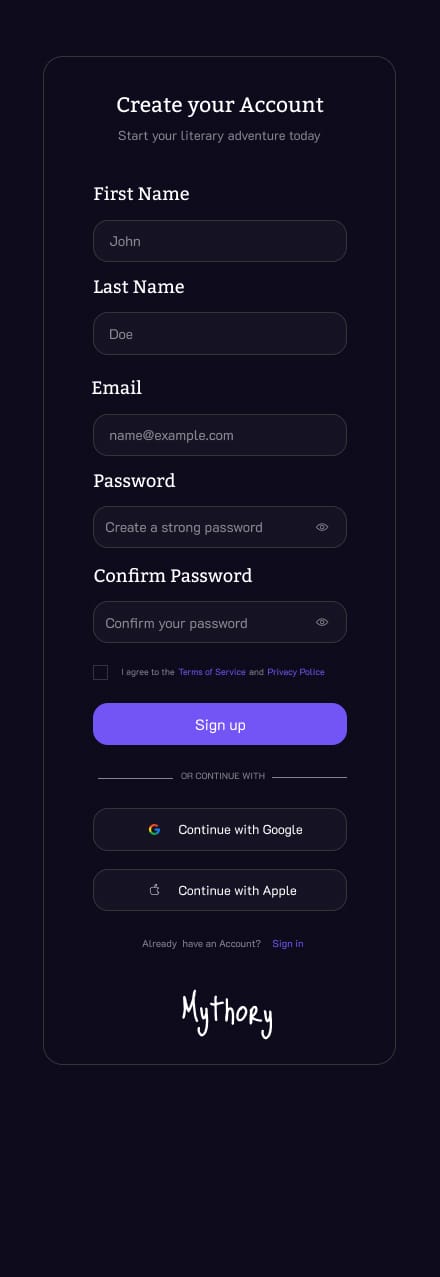 Create your Account
Start your literary adventure today
First Name
John
Last Name
Doe
Email
name@example.com
Password
Create a strong password
Confirm Password
Confirm your password
I agree to the Terms of Service and Privacy Policy
Sign up
OR CONTINUE WITH
Continue with Google
Continue with Apple
Already have an Account? Sign in
Mythory